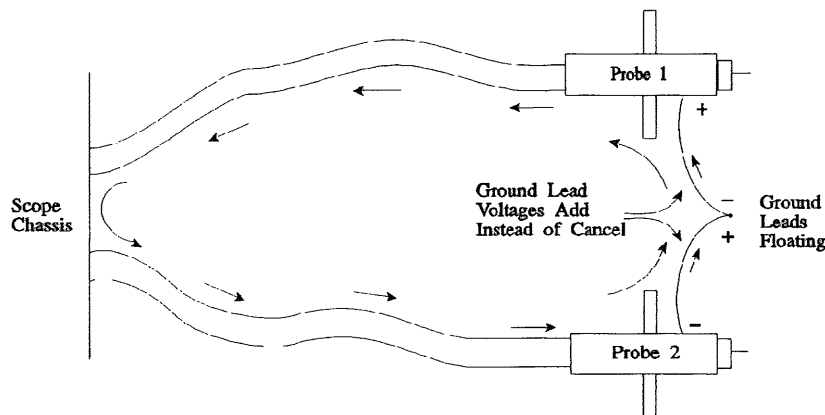 Probe 1
+
Ground Lead
Voltages Add
Instead of Cancel
Scope
Chassis
−
+
Ground
Leads
Floating
−
Probe 2